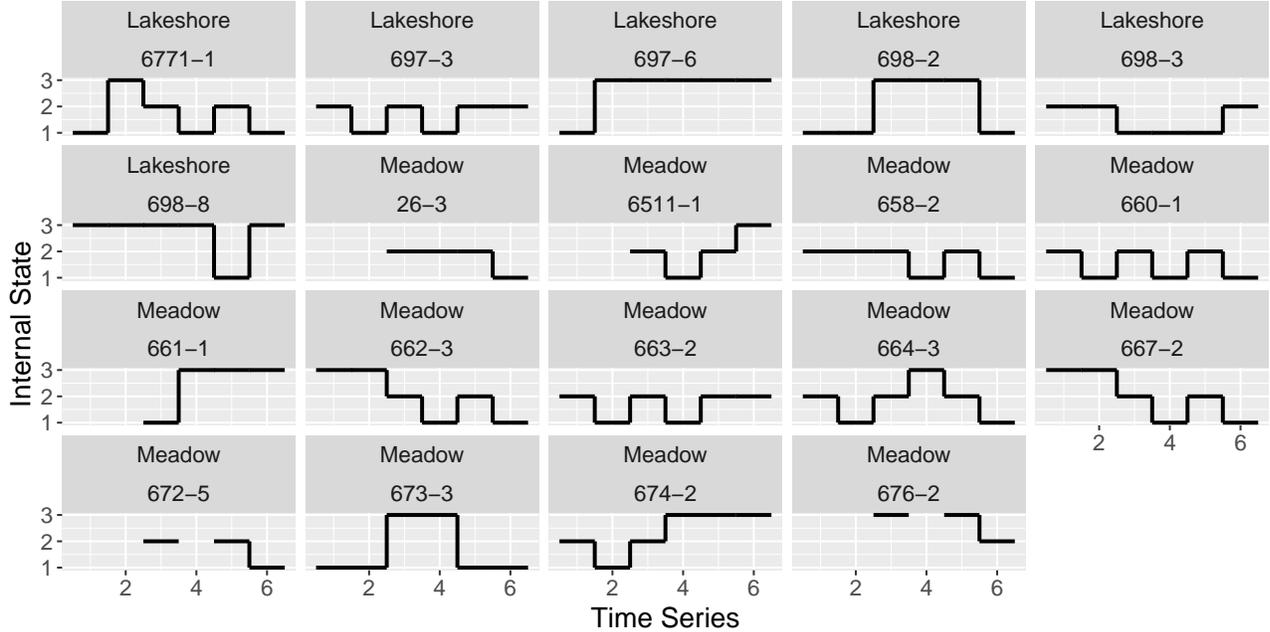 Lakeshore
6771−1
Lakeshore
697−3
Lakeshore
697−6
Lakeshore
698−2
Lakeshore
698−3
3
2
1
Lakeshore
698−8
Meadow
26−3
Meadow
6511−1
Meadow
658−2
Meadow
660−1
3
2
1
Meadow
661−1
Meadow
662−3
Meadow
663−2
Meadow
664−3
Meadow
667−2
3
2
1
2 4 6
Meadow
672−5
Meadow
673−3
Meadow
674−2
Meadow
676−2
3
2
1
2 4 6 2 4 6 2 4 6 2 4 6
Time Series
Internal State